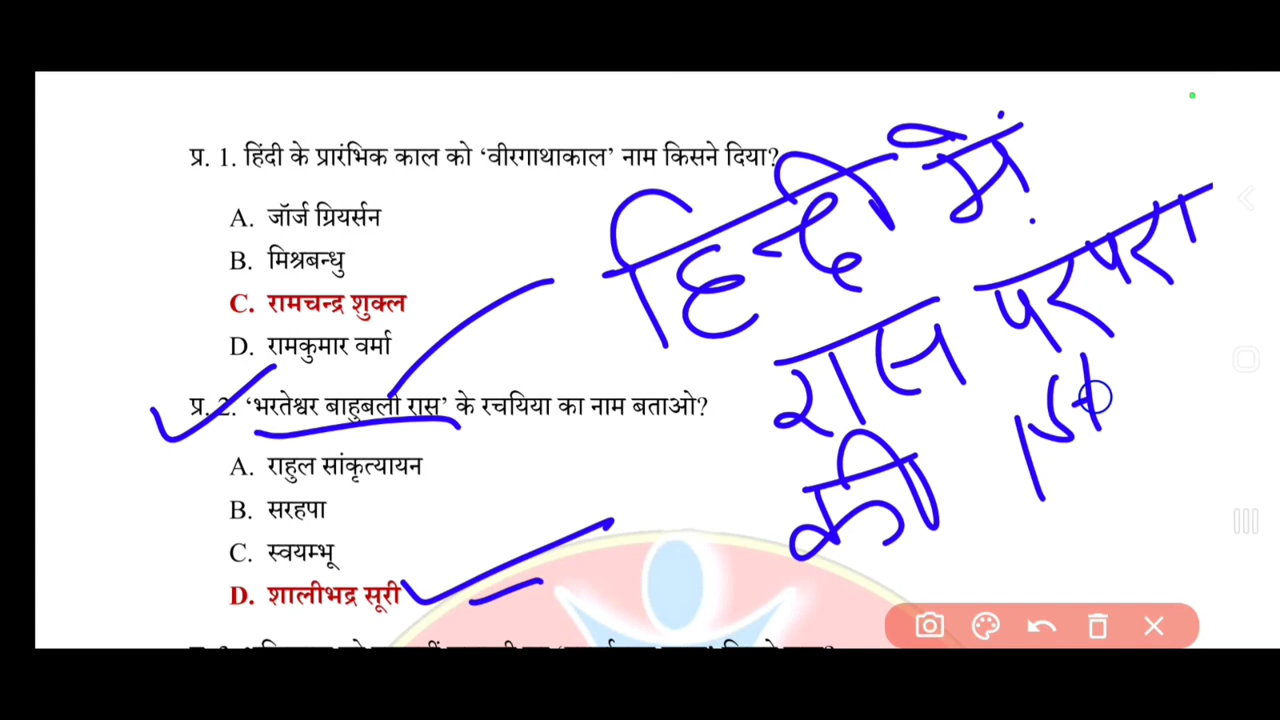 प्र. 1. हिंदी के प्रारंभिक काल को ‘वीरगाथाकाल’ नाम किसने दिया?
A. जॉर्ज ग्रियर्सन
B. मिश्रबन्धु
C. रामचन्द्र शुक्ल
D. रामकुमार वर्मा
प्र. 2. ‘भरतेश्वर बाहुबली रास’ के रचयिया का नाम बताओ?
A. राहुल सांकृत्यायन
B. सरहपा
C. स्वयम्भू
D. शालीभद्र सूरी
हिन्दी में
रास परंपरा
की